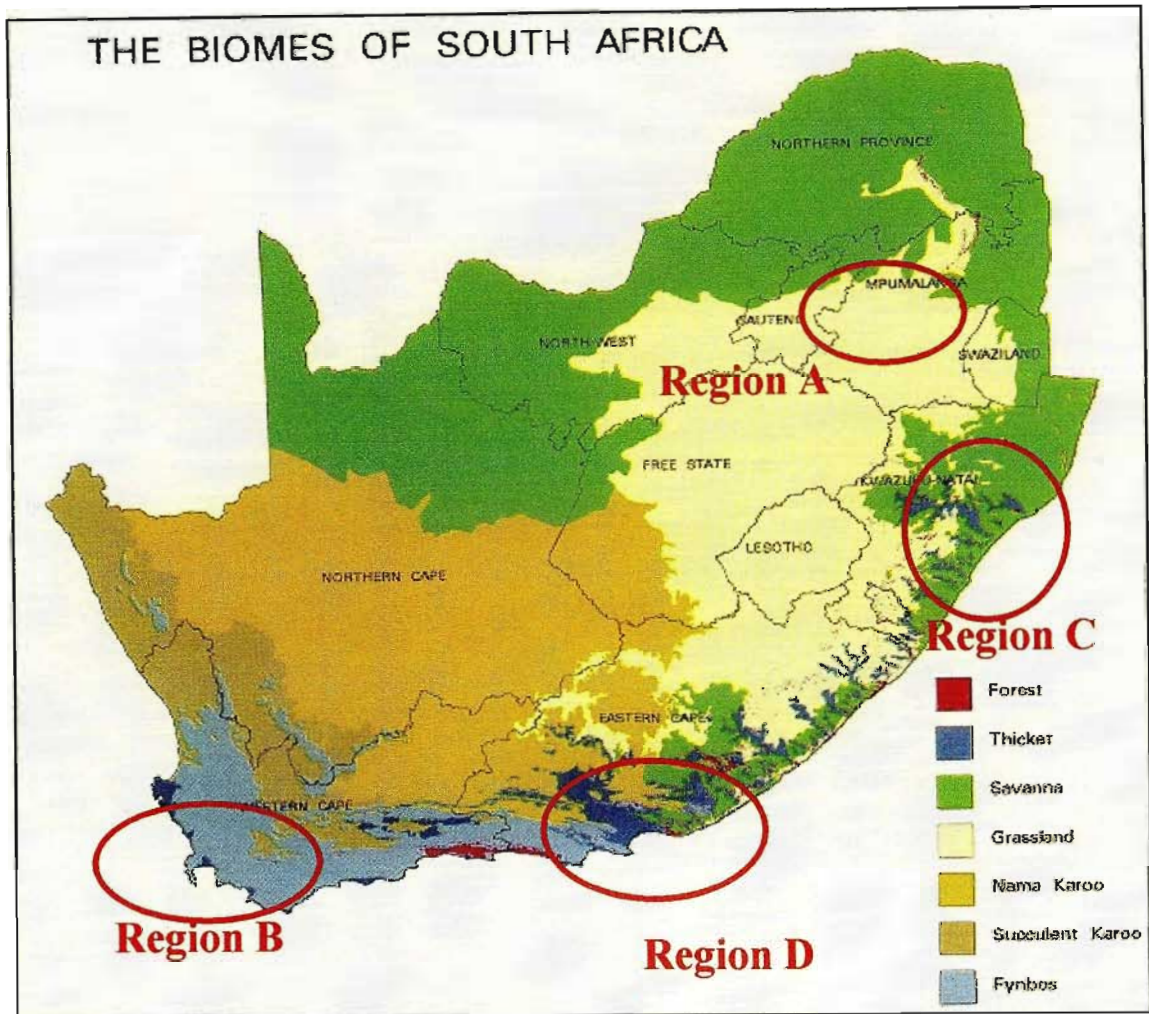 THE BIOMES OF SOUTH AFRICA
NORTHERN PROVINCE
MPUMALANGA
GAUTENG
NORTH-WEST
SWAZILAND
Region A
FREE STATE
KWAZULU-NATAL
LESOTHO
NORTHERN CAPE
Region C
Forest
EASTERN CAPE
Thicket
Savanna
WESTERN CAPE
Grassland
Nama Karoo
Region B
Region D
Succulent Karoo
Fynbos